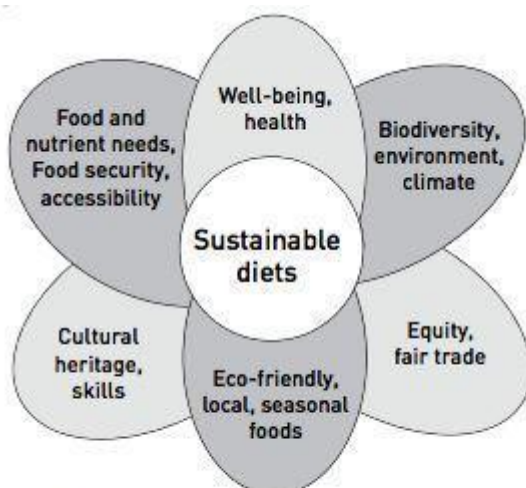 Well-being,
health
Food and
nutrient needs,
Food security,
accessibility
Biodiversity,
environment,
climate
Sustainable
diets
Cultural
heritage,
skills
Eco-friendly,
local, seasonal
foods
Equity,
fair trade